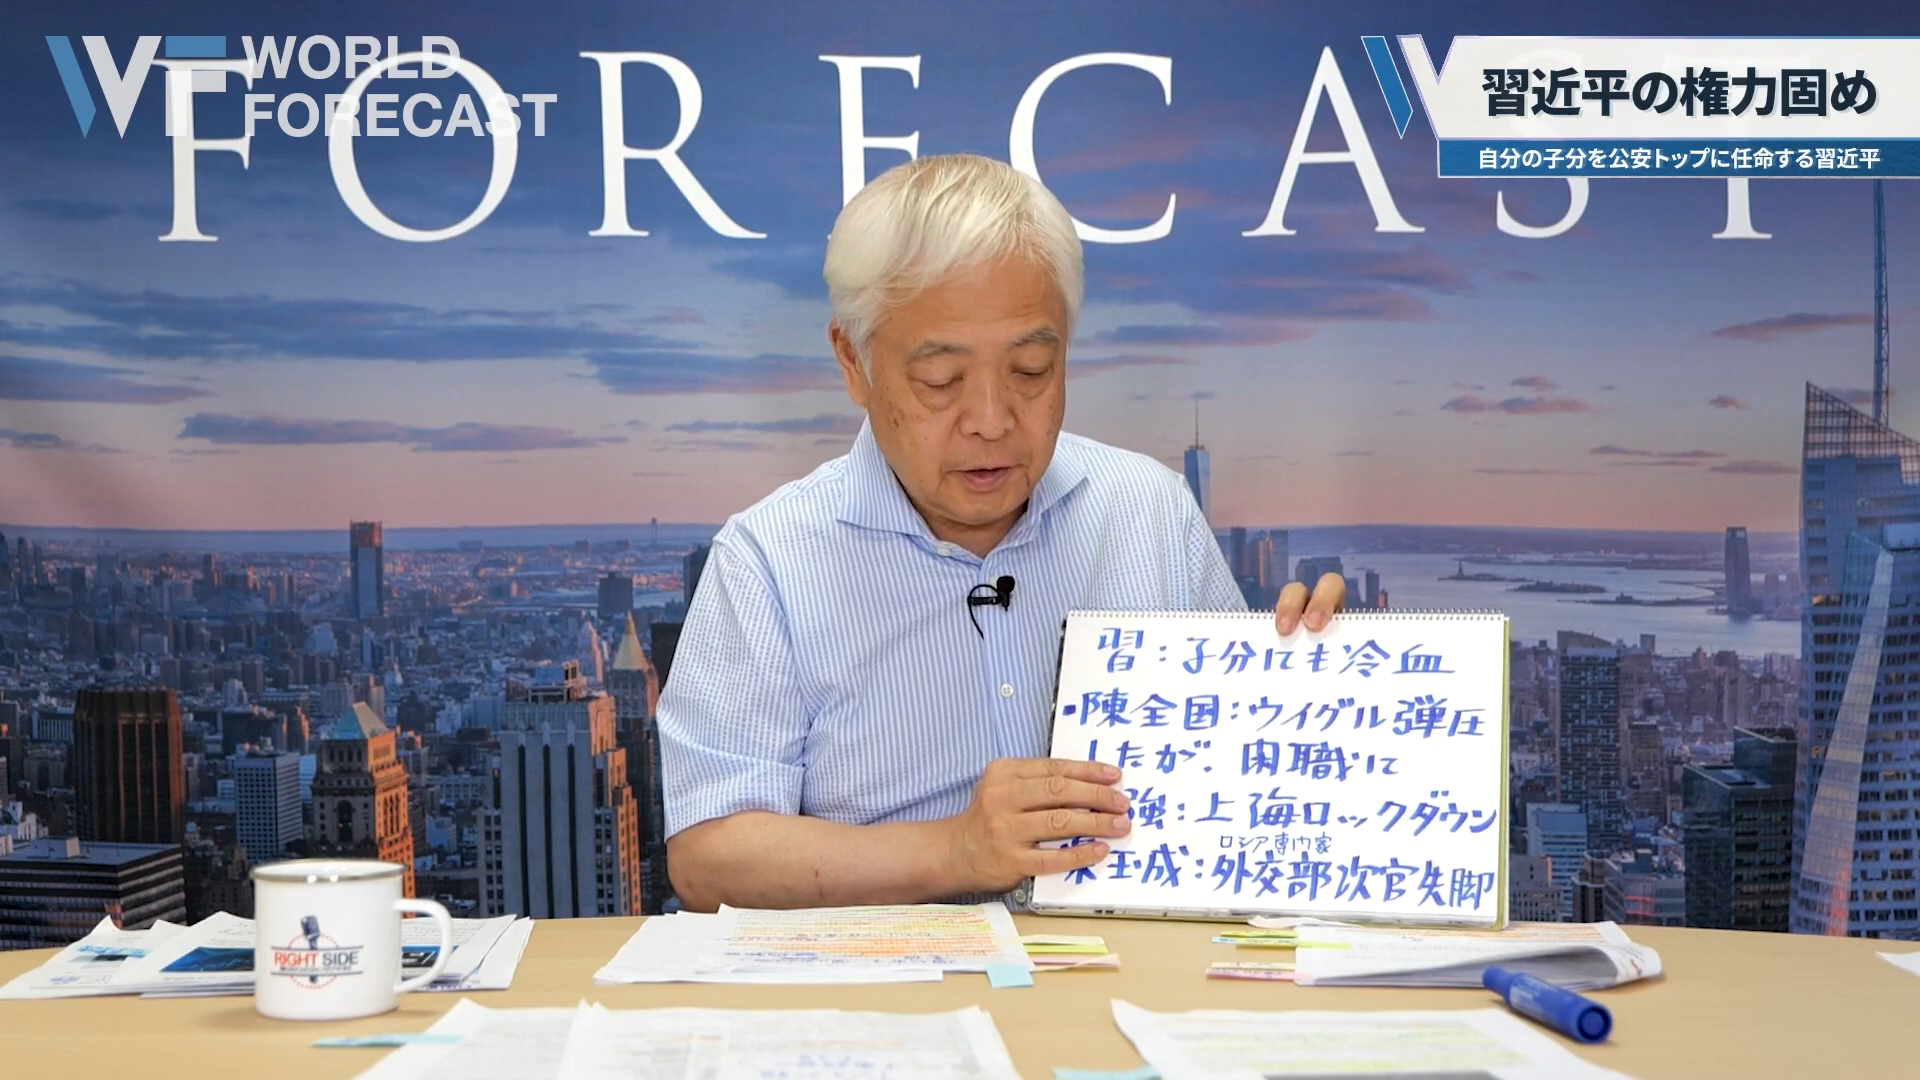 WORLD
FORECAST
FORECAST
習近平の権力固め
自分の子分を公安トップに任命する習近平
習:子分にも冷血
・陳全国:ウイグル弾圧
したが、閑職に
強:上海ロックダウン
ロシア専門家
玉成:外交部次官失脚
RIGHT SIDE